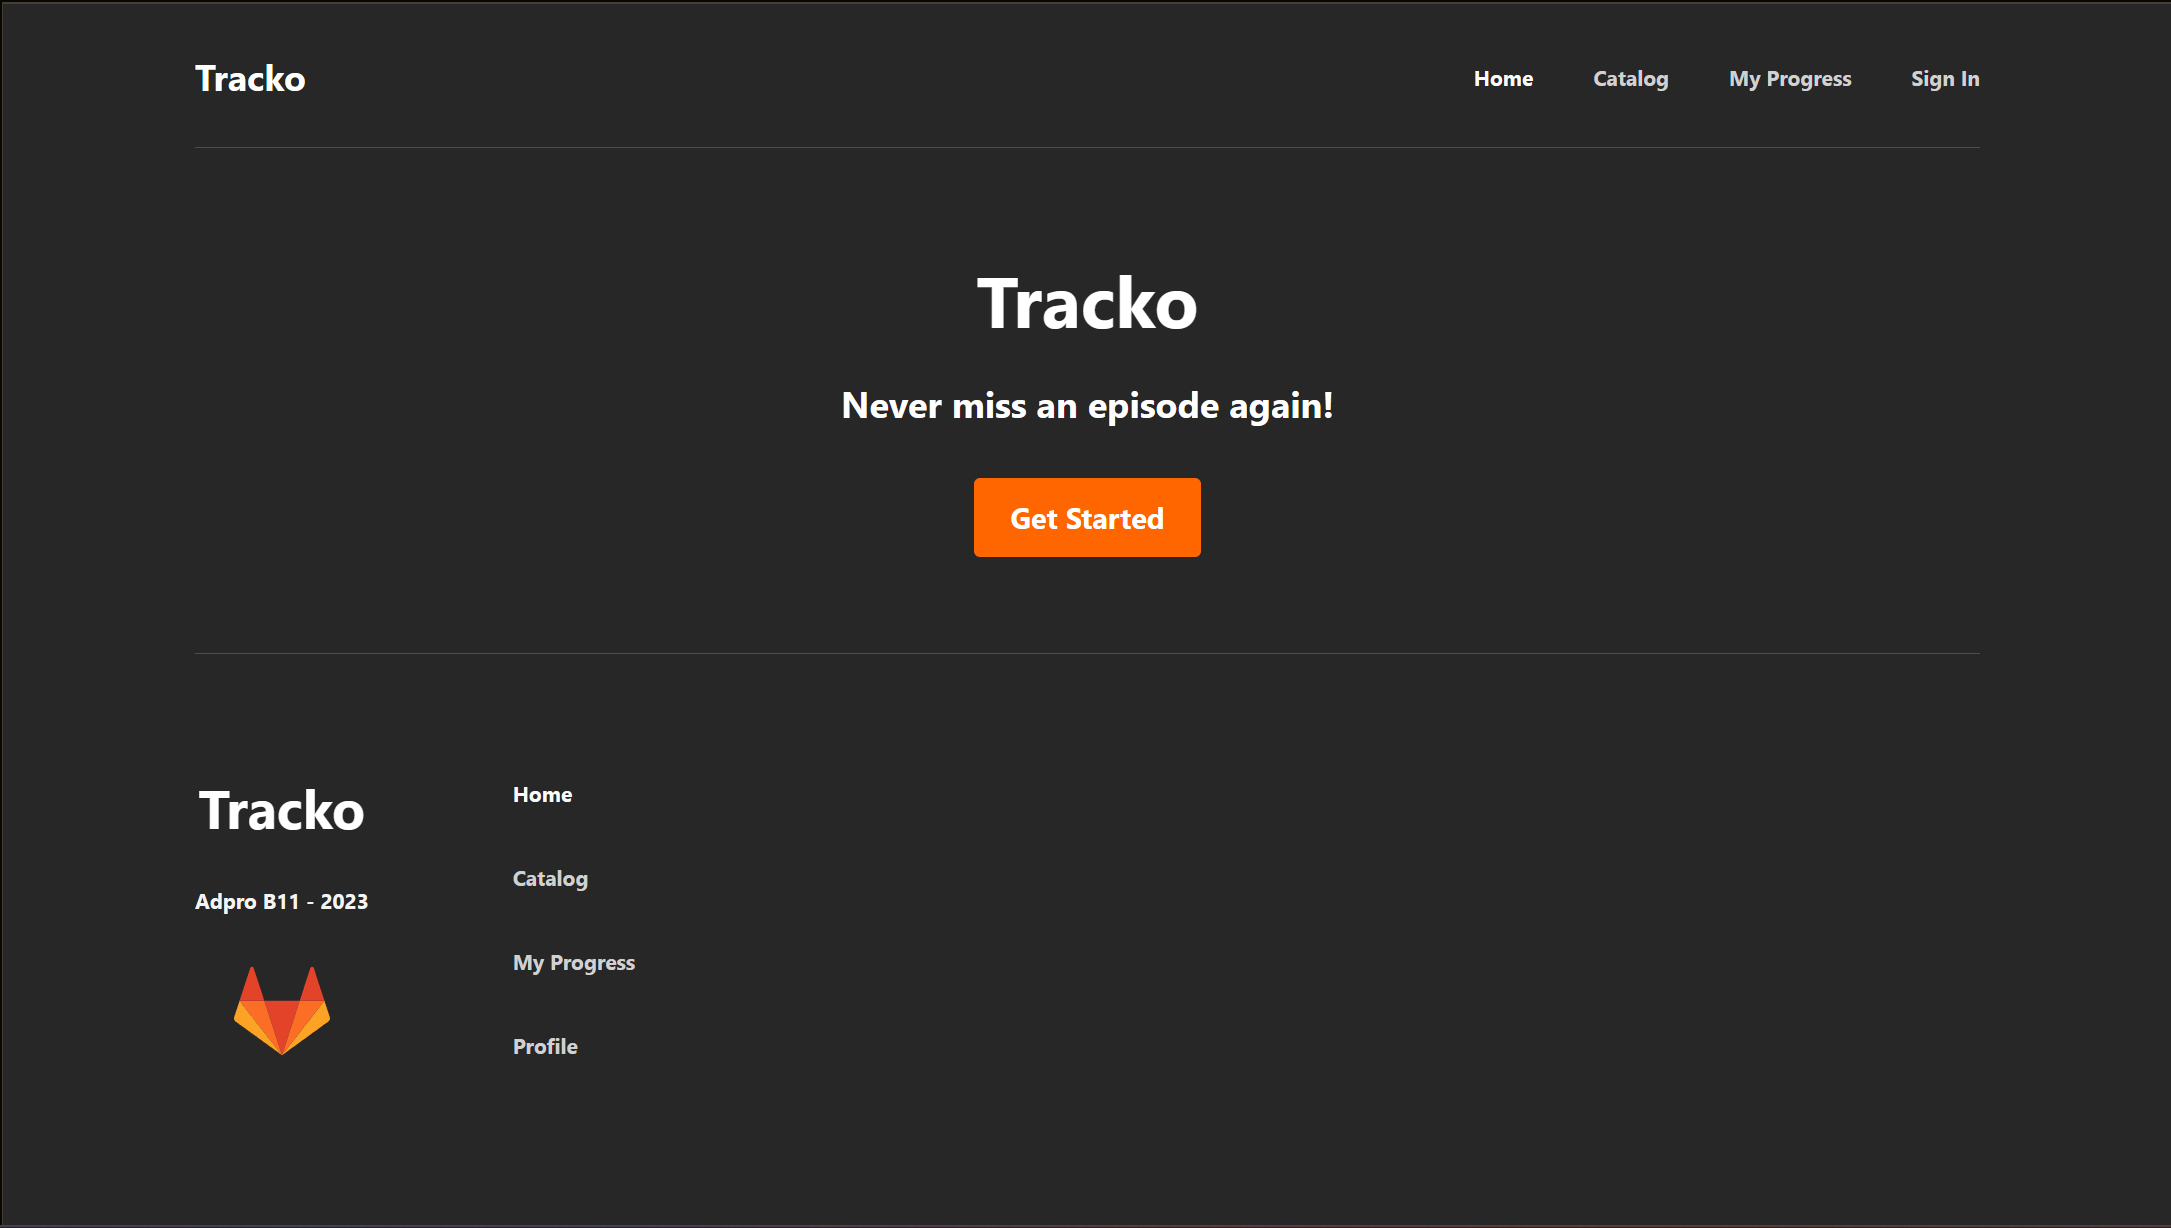 Tracko
Home Catalog My Progress Sign In
Tracko
Never miss an episode again!
Get Started
Tracko
Adpro B11 - 2023
Home
Catalog
My Progress
Profile